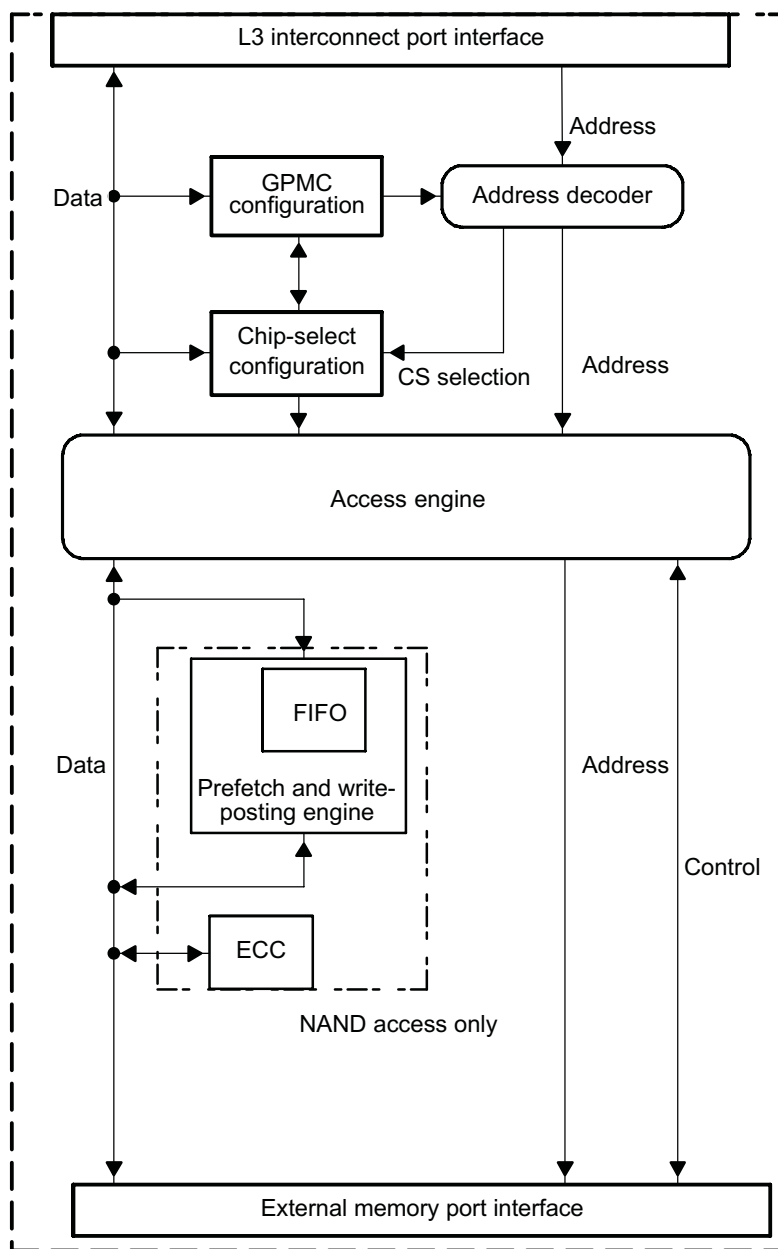 L3 interconnect port interface
Address
GPMC
configuration
Address decoder
Data
Chip-select
configuration
CS selection
Address
Access engine
FIFO
Prefetch and write-
posting engine
Data
Address
Control
ECC
NAND access only
External memory port interface